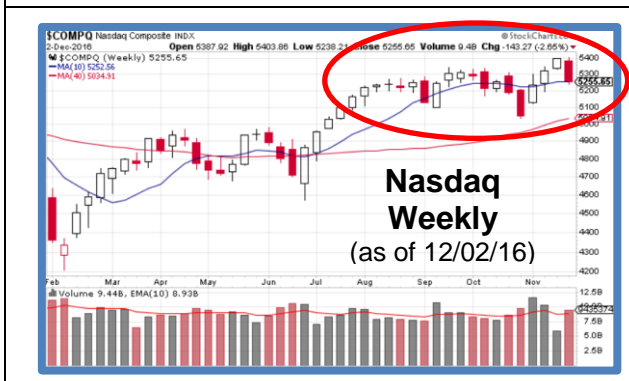 $COMPQ Nasdaq Composite INDX © StockCharts
2-Dec-2016 Open 5387.92 High 5403.86 Low 5238.21 Close 5255.65 Volume 9.4B Chg -143.27 (-2.65%)
$COMPQ (Weekly) 5255.65
MA(10) 5252.56
MA(40) 5034.91
5400
5300
5255.65
5200
5100
4900
4800
4700
4600
4500
4400
4300
4200
Nasdaq
Weekly
(as of 12/02/16)
Feb Mar Apr May Jun Jul Aug Sep Oct Nov
Volume 9.44B, EMA(10) 8.93B
12.5B
7.5B
5.0B
2.5B